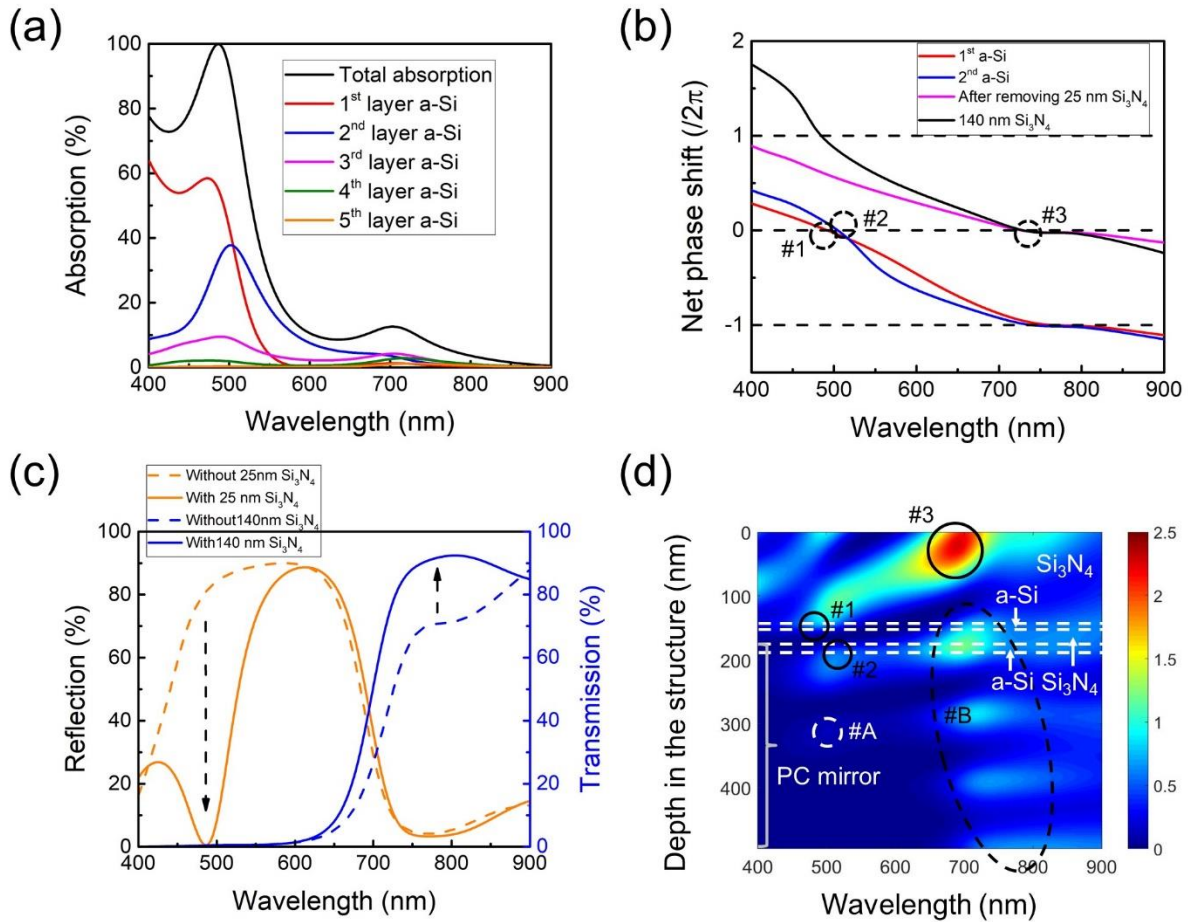 (a)
100
80
60
40
20
0
Absorption (%)
Total absorption
1st layer a-Si
2nd layer a-Si
3rd layer a-Si
4th layer a-Si
5th layer a-Si
400 500 600 700 800 900
Wavelength (nm)
(b)
2
1
0
-1
Net phase shift (/2π)
1st a-Si
2nd a-Si
After removing 25 nm Si3N4
140 nm Si3N4
#1
#2
#3
400 500 600 700 800 900
Wavelength (nm)
(c)
Without 25nm Si3N4
With 25 nm Si3N4
Without140nm Si3N4
With140 nm Si3N4
100
80
60
40
20
0
Reflection (%)
100
80
60
40
20
0
Transmission (%)
400 500 600 700 800 900
Wavelength (nm)
(d)
#3
0
100
200
300
400
Depth in the structure (nm)
Si3N4
a-Si
#1
#2
a-Si Si3N4
#B
#A
PC mirror
2.5
2
1.5
1
0.5
0
400 500 600 700 800 900
Wavelength (nm)